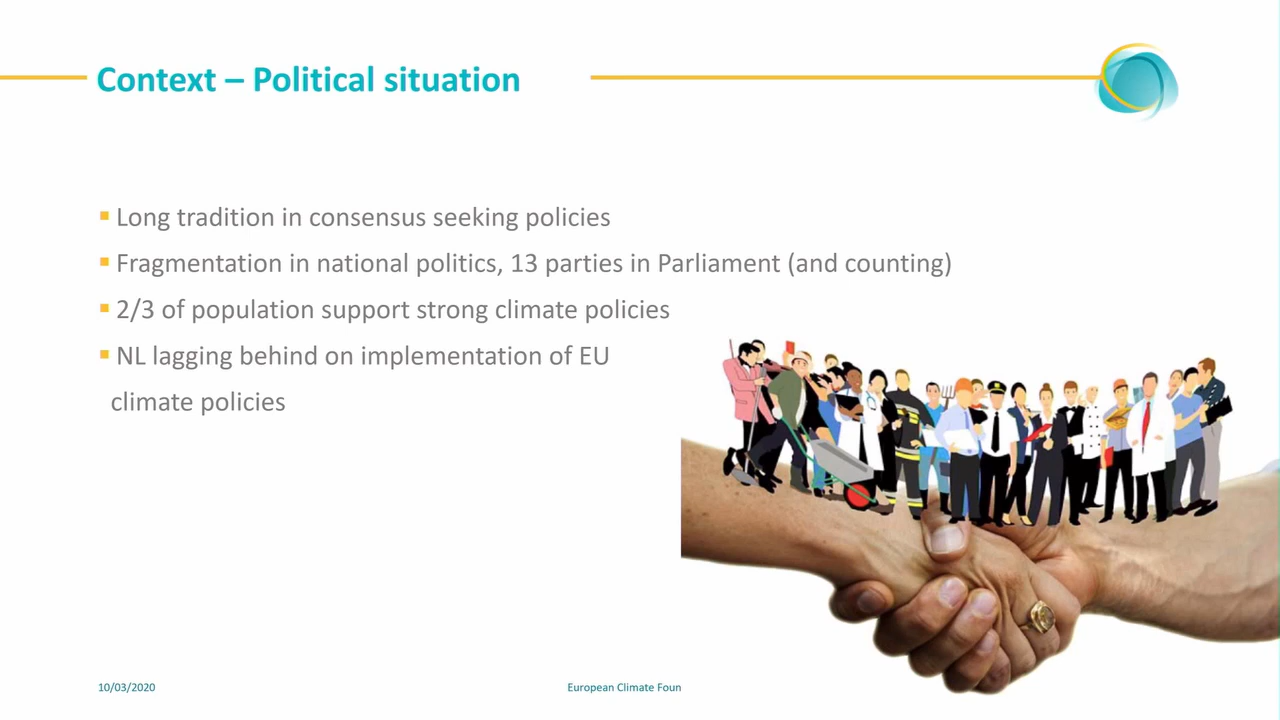 Context – Political situation
Long tradition in consensus seeking policies
Fragmentation in national politics, 13 parties in Parliament (and counting)
2/3 of population support strong climate policies
NL lagging behind on implementation of EU
climate policies
10/03/2020
European Climate Foun